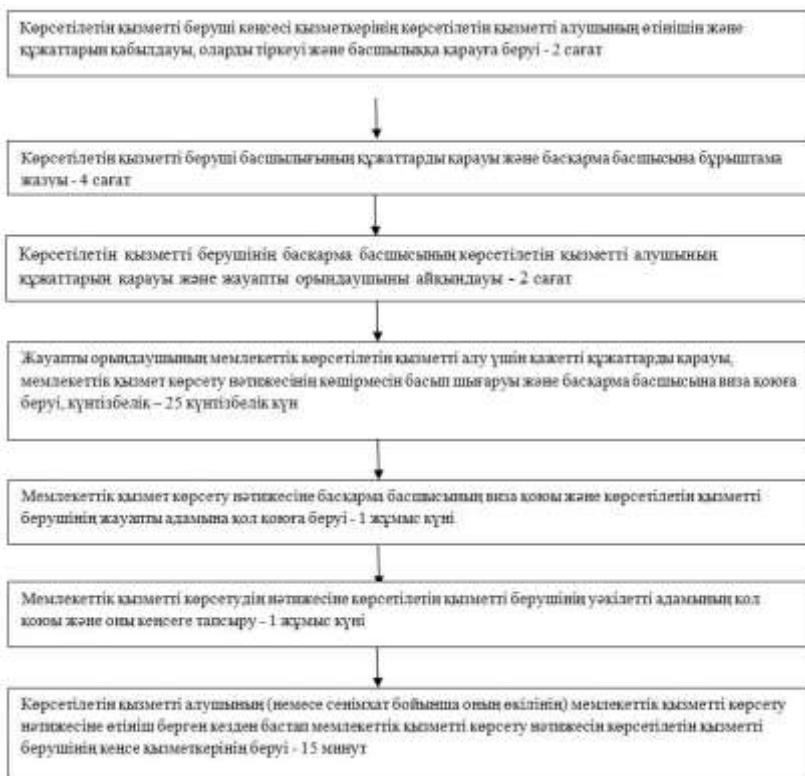 Көрсетілетін қызметті беруші кеңсесі қызметкерінің көрсетілетін қызметті алушының өтінішін және
құжаттарын қабылдауы, оларды тіркеуі және басшылыққа қарауға беруі - 2 сағат
Көрсетілетін қызметті беруші басшылығының құжаттарды қарауы және басқарма басшысына бұрыштама
жазуы - 4 сағат
Көрсетілетін қызметті берушінің басқарма басшысының көрсетілетін қызметті алушының
құжаттарын қарауы және жауапты орындаушыны айқындауы – 2 сағат
Жауапты орындаушының мемлекеттік көрсетілетін қызметті алу үшін қажетті құжаттарды қарауы,
мемлекеттік қызмет көрсету нәтижесінің көшірмесін басып шығаруы және басқарма басшысына виза қоюға
беруі, күнтізбелік – 25 күнтізбелік күн
Мемлекеттік қызмет көрсету нәтижесіне басқарма басшысының виза қоюы және көрсетілетін қызметті
берушінің жауапты адамына қол қоюға беруі - 1 жұмыс күні
Мемлекеттік қызметті көрсетудің нәтижесіне көрсетілетін қызметті берушінің уәкілетті адамының қол
қоюы және оны кеңсеге тапсыру - 1 жұмыс күні
Көрсетілетін қызметті алушының (немесе сенімхат бойынша оның өкілінің) мемлекеттік қызметті көрсету
нәтижесіне өтініш берген кезден бастап мемлекеттік қызметті көрсету нәтижесін көрсетілетін қызметті
берушінің кеңсе қызметкерінің беруі - 15 минут